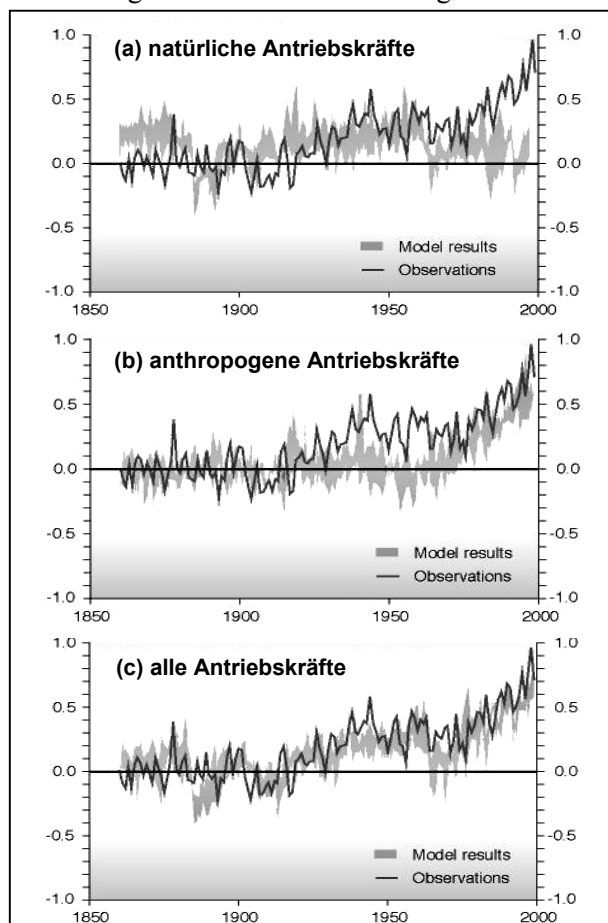 1.0 1.0
(a) natürliche Antriebskräfte
0.5 0.5
0.0 0.0
-0.5 -0.5
Model results
Observations
-1.0 -1.0
1850 1900 1950 2000
1.0 1.0
(b) anthropogene Antriebskräfte
0.5 0.5
0.0 0.0
-0.5 -0.5
Model results
Observations
-1.0 -1.0
1850 1900 1950 2000
1.0 1.0
(c) alle Antriebskräfte
0.5 0.5
0.0 0.0
-0.5 -0.5
Model results
Observations
-1.0 -1.0
1850 1900 1950 2000